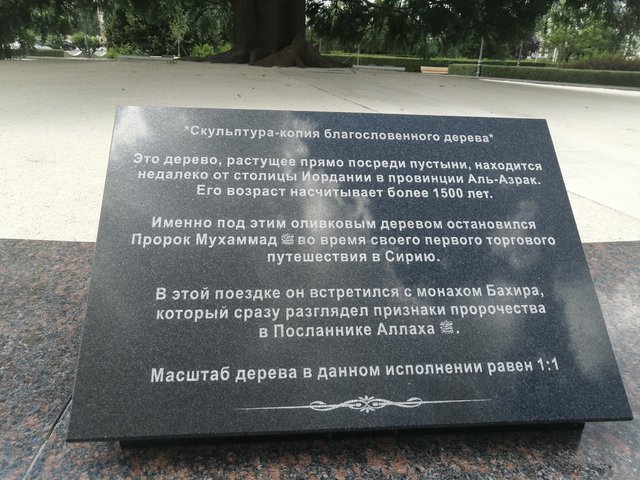 *Скульптура-копия благословенного дерева*
Это дерево, растущее прямо посреди пустыни, находится
недалеко от столицы Иордании в провинции Аль-Азрак.
Его возраст насчитывает более 1500 лет.
Именно под этим оливковым деревом остановился
Пророк Мухаммад ﷺ во время своего первого торгового
путешествия в Сирию.
В этой поездке он встретился с монахом Бахира,
который сразу разглядел признаки пророчества
в Посланнике Аллаха ﷺ.
Масштаб дерева в данном исполнении равен 1:1